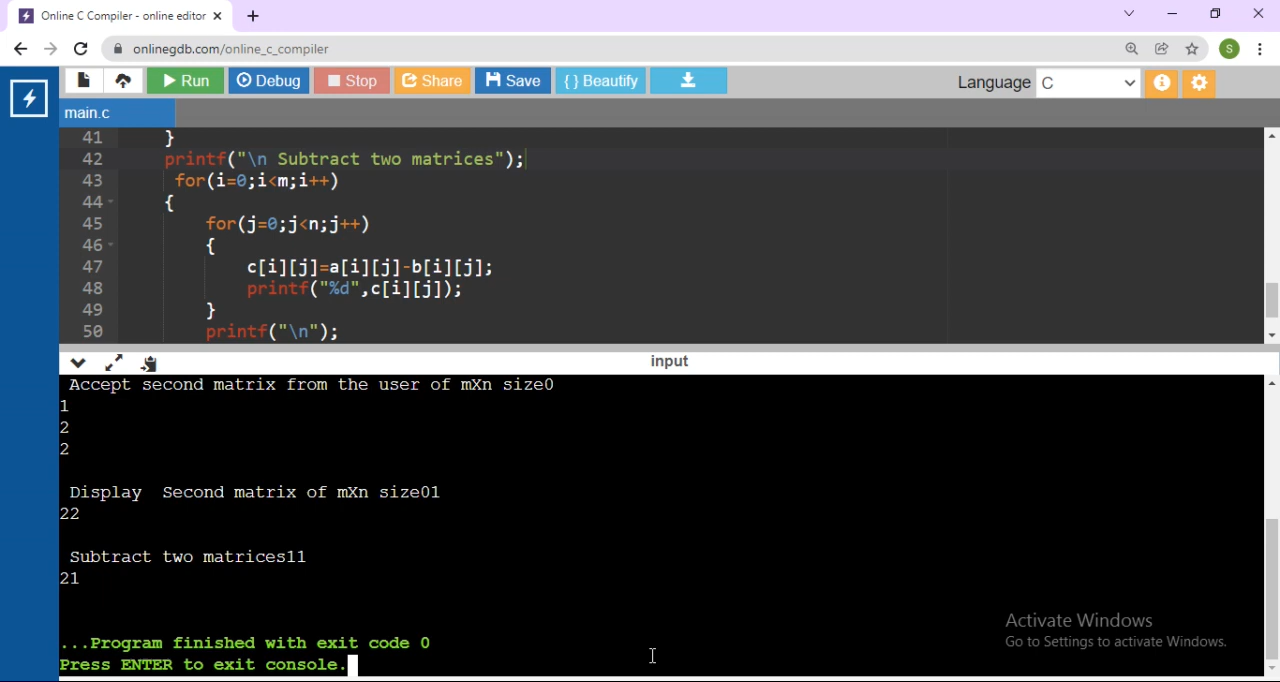 Online C Compiler - online editor
onlinegdb.com/online_c_compiler
S
Run Debug Stop Share Save { } Beautify Language C
main.c
41 }
42 printf("\n Subtract two matrices");
43 for(i=0;i<m;i++)
44 {
45 for(j=0;j<n;j++)
46 {
47 c[i][j]=a[i][j]-b[i][j];
48 printf("%d",c[i][j]);
49 }
50 printf("\n");
input
Accept second matrix from the user of mXn size0
1
2
2
Display  Second matrix of mXn size01
22
Subtract two matrices11
21
...Program finished with exit code 0
Press ENTER to exit console.
Activate Windows
Go to Settings to activate Windows.